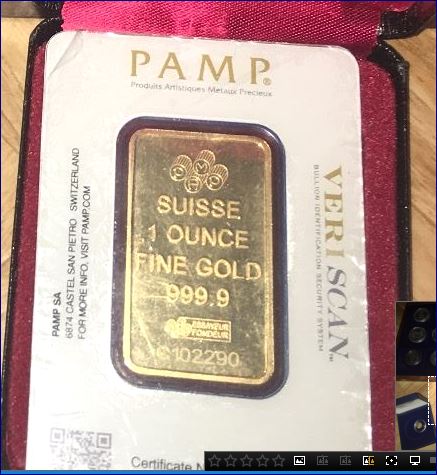 PAMP®
Produits Artistiques Métaux Précieux
SUISSE
1 OUNCE
FINE GOLD
999.9
ESSAYEUR
FONDEUR
C102290
PAMP SA
6874 CASTEL SAN PIETRO SWITZERLAND
FOR MORE INFO, VISIT PAMP.COM
VERISCAN™
BULLION IDENTIFICATION SECURITY SYSTEM
Certificate